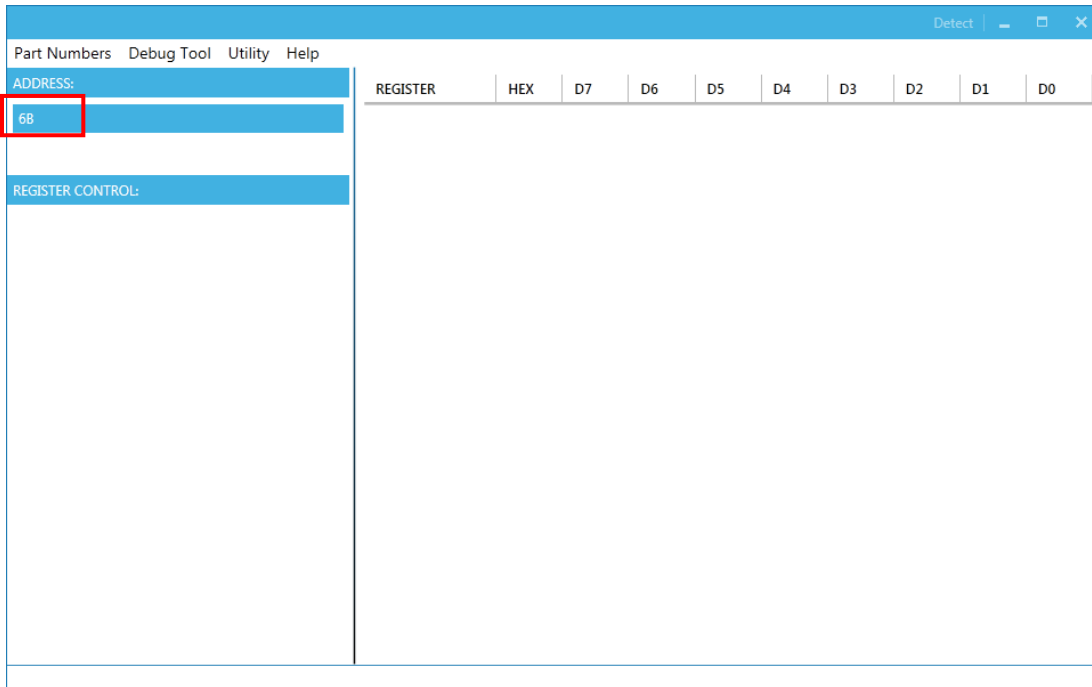 Detect
Part Numbers Debug Tool Utility Help
ADDRESS:
6B
REGISTER CONTROL:
REGISTER HEX D7 D6 D5 D4 D3 D2 D1 D0